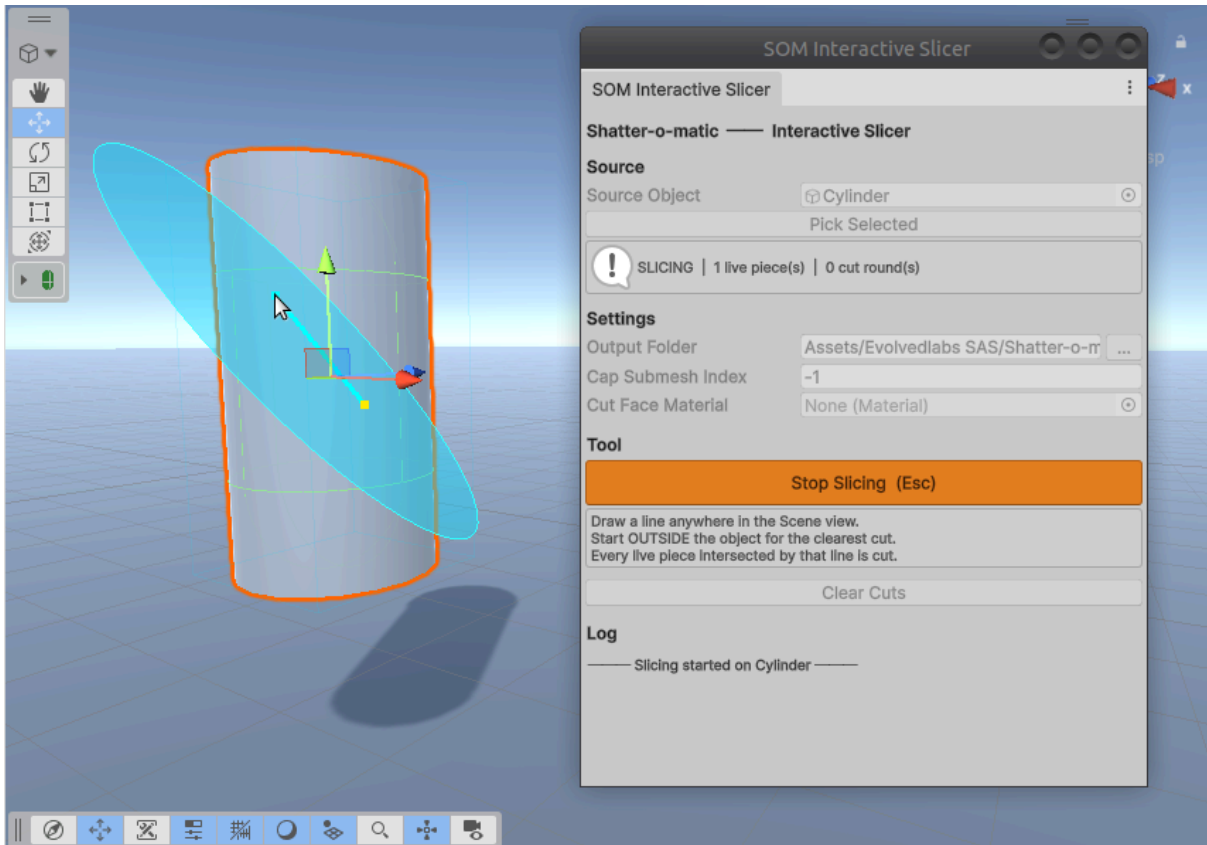 SOM Interactive Slicer
SOM Interactive Slicer
Shatter-o-matic —— Interactive Slicer
Source
Source Object
Cylinder
Pick Selected
SLICING | 1 live piece(s) | 0 cut round(s)
Settings
Output Folder
Assets/Evolvedlabs SAS/Shatter-o-m
...
Cap Submesh Index
-1
Cut Face Material
None (Material)
Tool
Stop Slicing (Esc)
Draw a line anywhere in the Scene view.
Start OUTSIDE the object for the clearest cut.
Every live piece intersected by that line is cut.
Clear Cuts
Log
—— Slicing started on Cylinder ——
z
x
sp